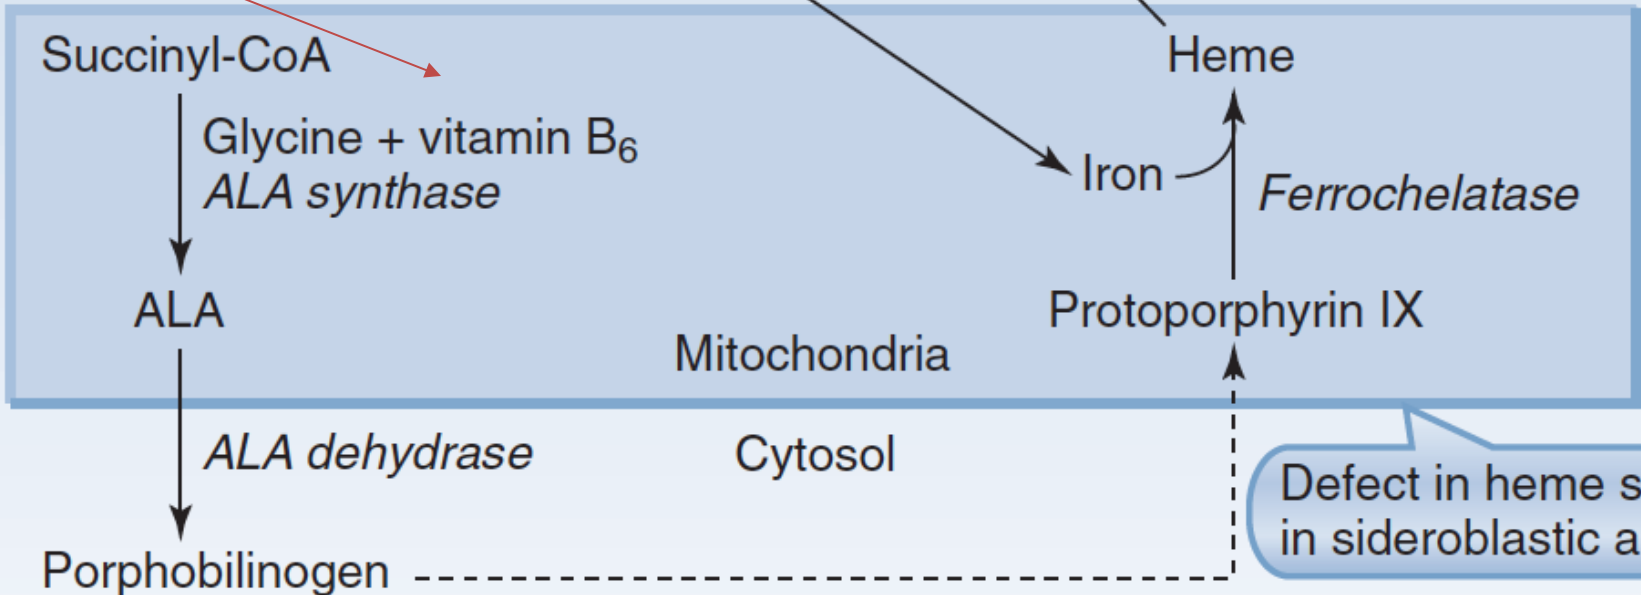 Succinyl-CoA
Glycine + vitamin B₆
ALA synthase
ALA
ALA dehydrase
Porphobilinogen
Mitochondria
Cytosol
Heme
Iron
Ferrochelatase
Protoporphyrin IX
Defect in heme s
in sideroblastic a